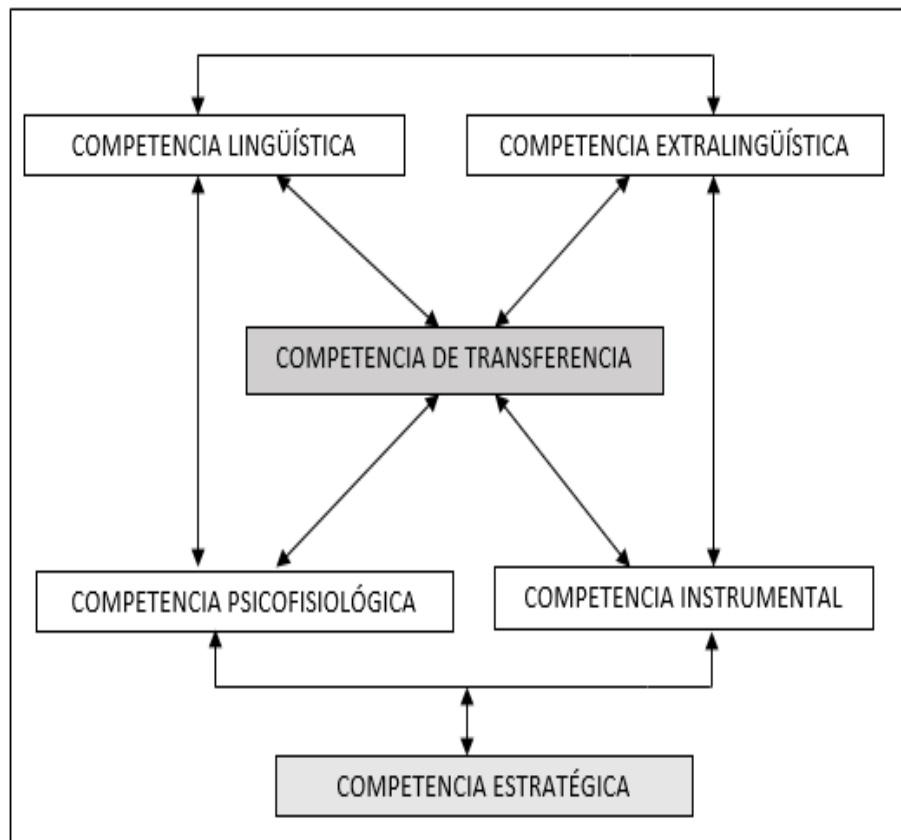 COMPETENCIA LINGÜÍSTICA
COMPETENCIA EXTRALINGÜÍSTICA
COMPETENCIA DE TRANSFERENCIA
COMPETENCIA PSICOFISIOLÓGICA
COMPETENCIA INSTRUMENTAL
COMPETENCIA ESTRATÉGICA